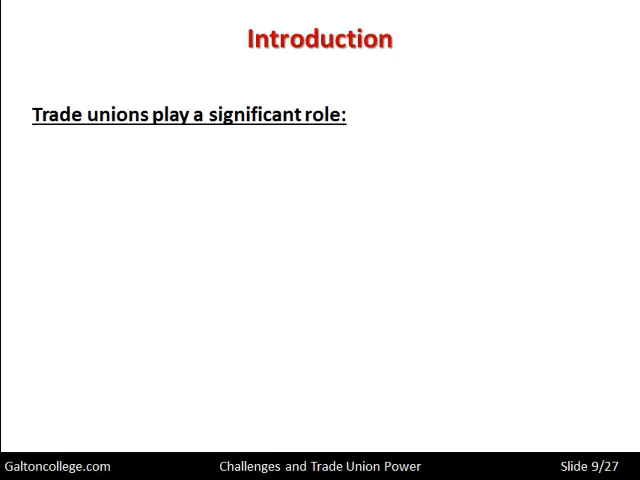 Introduction
Trade unions play a significant role:
Galtoncollege.com
Challenges and Trade Union Power
Slide 9/27